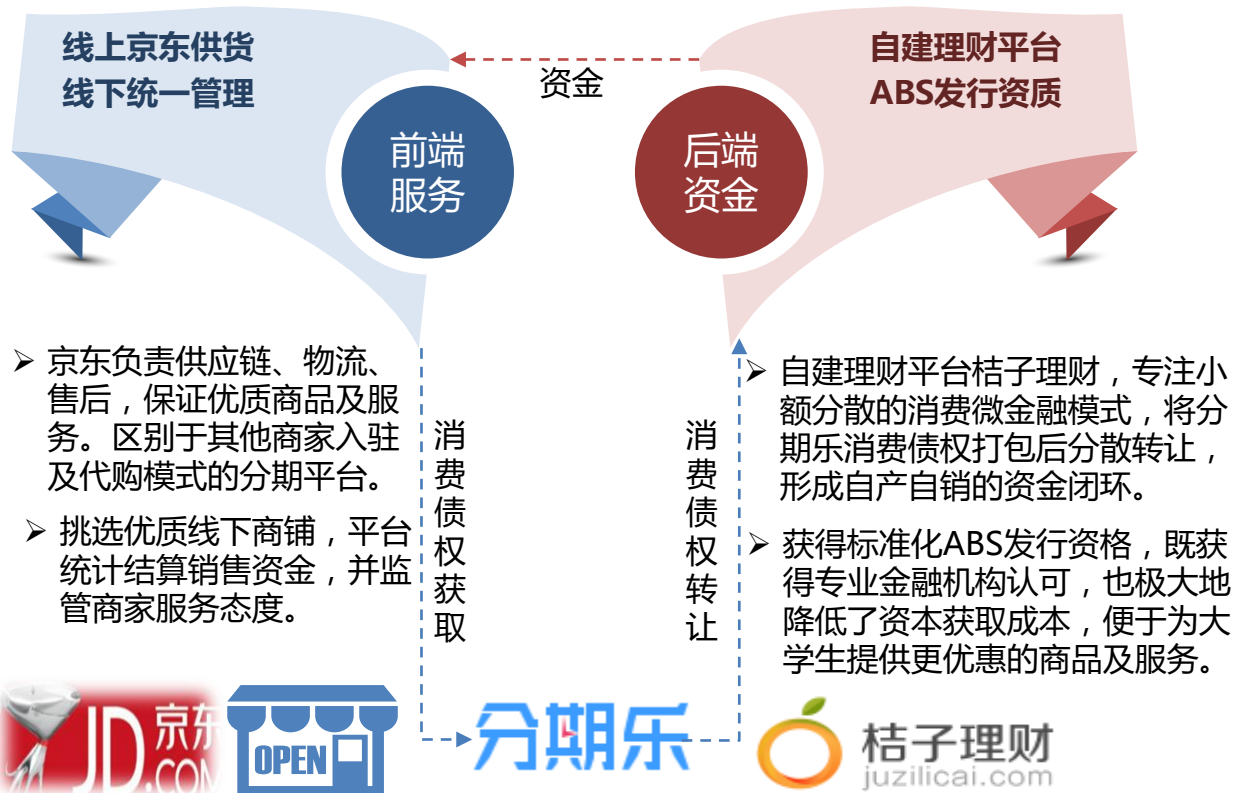 线上京东供货
线下统一管理
资金
自建理财平台
ABS发行资质
前端
服务
后端
资金
➢ 京东负责供应链、物流、
售后，保证优质商品及服
务。区别于其他商家入驻
及代购模式的分期平台。
➢ 挑选优质线下商铺，平台
统计结算销售资金，并监
管商家服务态度。
消费债权获取
消费债权转让
➢ 自建理财平台桔子理财，专注小
额分散的消费微金融模式，将分
期乐消费债权打包后分散转让，
形成自产自销的资金闭环。
➢ 获得标准化ABS发行资格，既获
得专业金融机构认可，也极大地
降低了资本获取成本，便于为大
学生提供更优惠的商品及服务。
JD京东
.COM
OPEN
分期乐
桔子理财
juzilicai.com